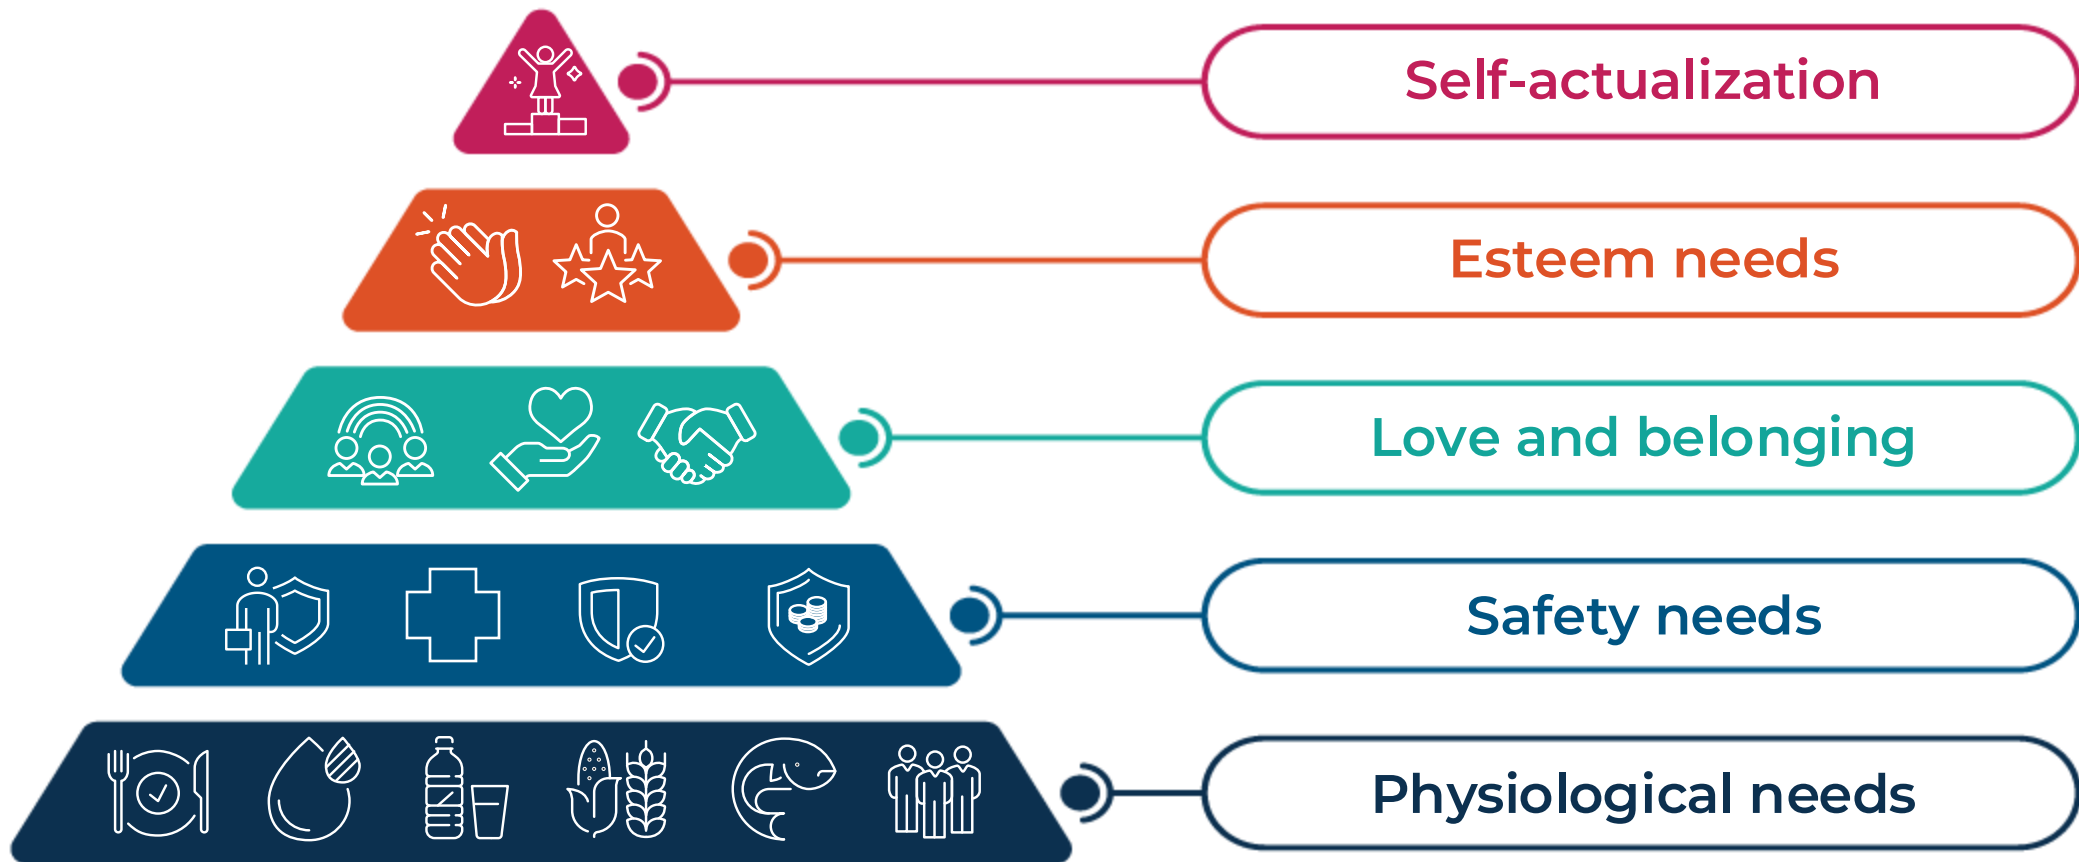 Self-actualization
Esteem needs
Love and belonging
Safety needs
Physiological needs